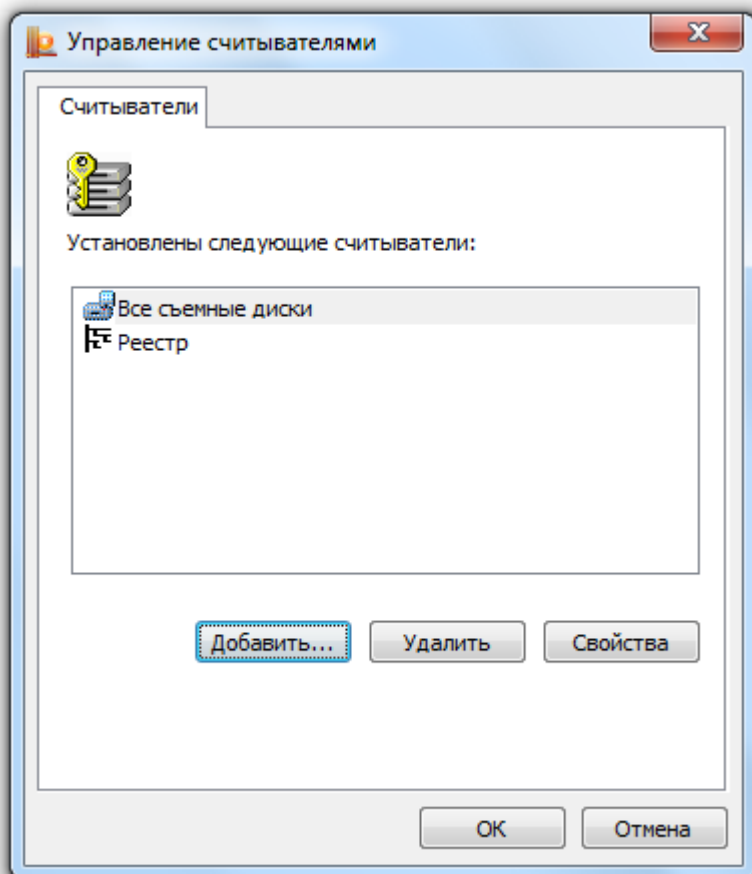 Управление считывателями
Считыватели
Установлены следующие считыватели:
Все съемные диски
Реестр
Добавить... Удалить Свойства
ОК Отмена